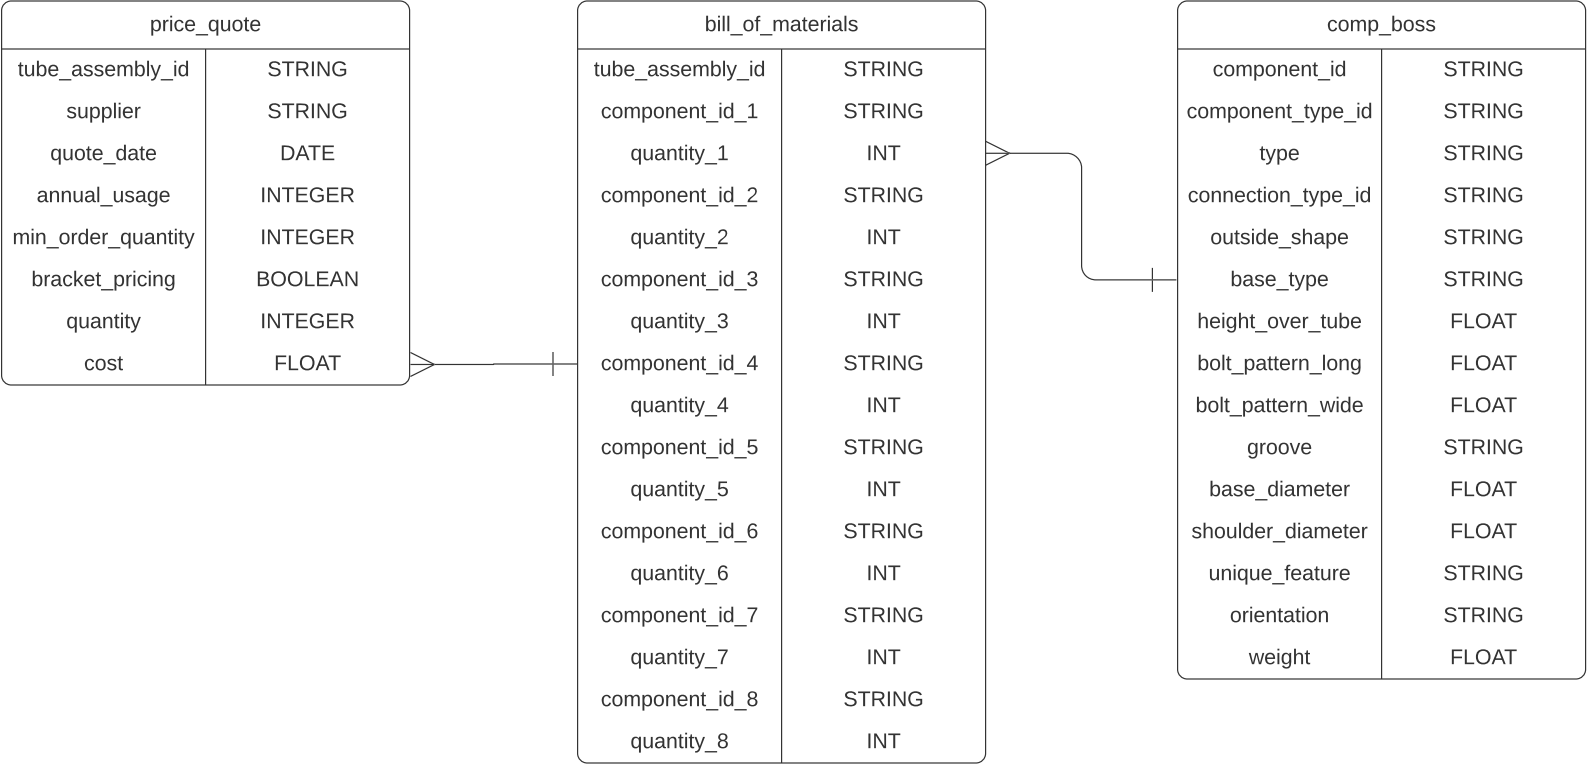 price_quote
tube_assembly_id STRING
supplier STRING
quote_date DATE
annual_usage INTEGER
min_order_quantity INTEGER
bracket_pricing BOOLEAN
quantity INTEGER
cost FLOAT
bill_of_materials
tube_assembly_id STRING
component_id_1 STRING
quantity_1 INT
component_id_2 STRING
quantity_2 INT
component_id_3 STRING
quantity_3 INT
component_id_4 STRING
quantity_4 INT
component_id_5 STRING
quantity_5 INT
component_id_6 STRING
quantity_6 INT
component_id_7 STRING
quantity_7 INT
component_id_8 STRING
quantity_8 INT
comp_boss
component_id STRING
component_type_id STRING
type STRING
connection_type_id STRING
outside_shape STRING
base_type STRING
height_over_tube FLOAT
bolt_pattern_long FLOAT
bolt_pattern_wide FLOAT
groove STRING
base_diameter FLOAT
shoulder_diameter FLOAT
unique_feature STRING
orientation STRING
weight FLOAT